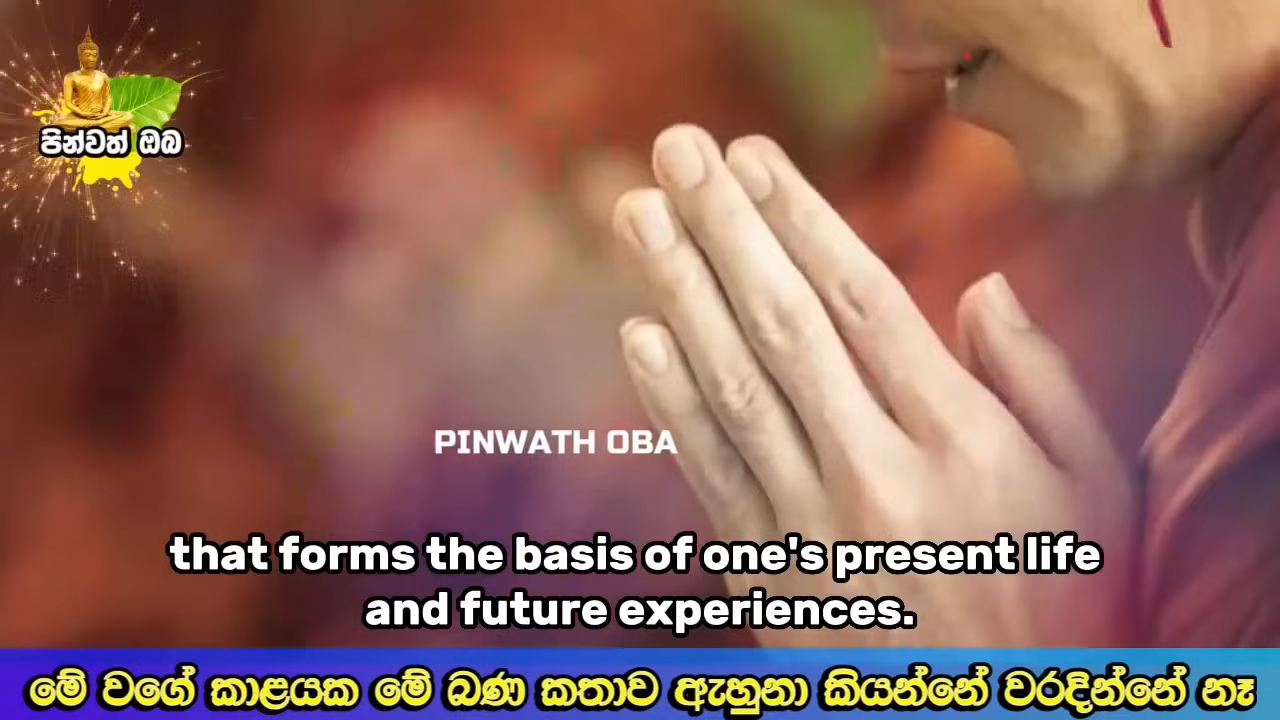 පින්වත් ඔබ
PINWATH OBA
that forms the basis of one's present life
and future experiences.
මේ වගේ කාළයක මේ බණ කතාව ඇහුනා කියන්නේ වරදින්නේ නෑ